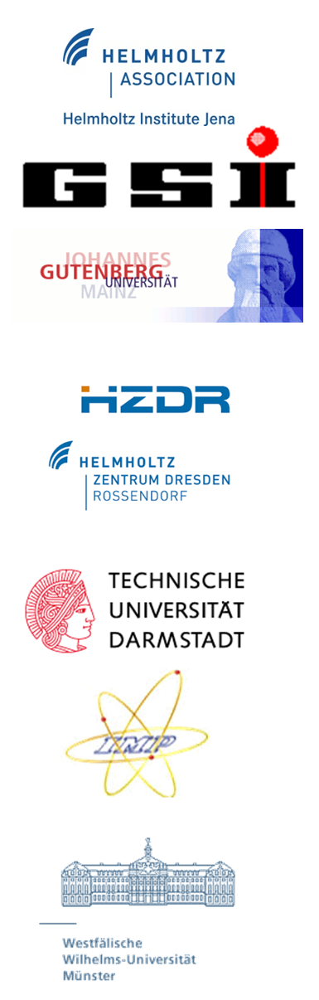 HELMHOLTZ
ASSOCIATION
Helmholtz Institute Jena
GSI
JOHANNES
GUTENBERG
UNIVERSITÄT
MAINZ
HZDR
HELMHOLTZ
ZENTRUM DRESDEN
ROSSENDORF
TECHNISCHE
UNIVERSITÄT
DARMSTADT
IMP
Westfälische
Wilhelms-Universität
Münster